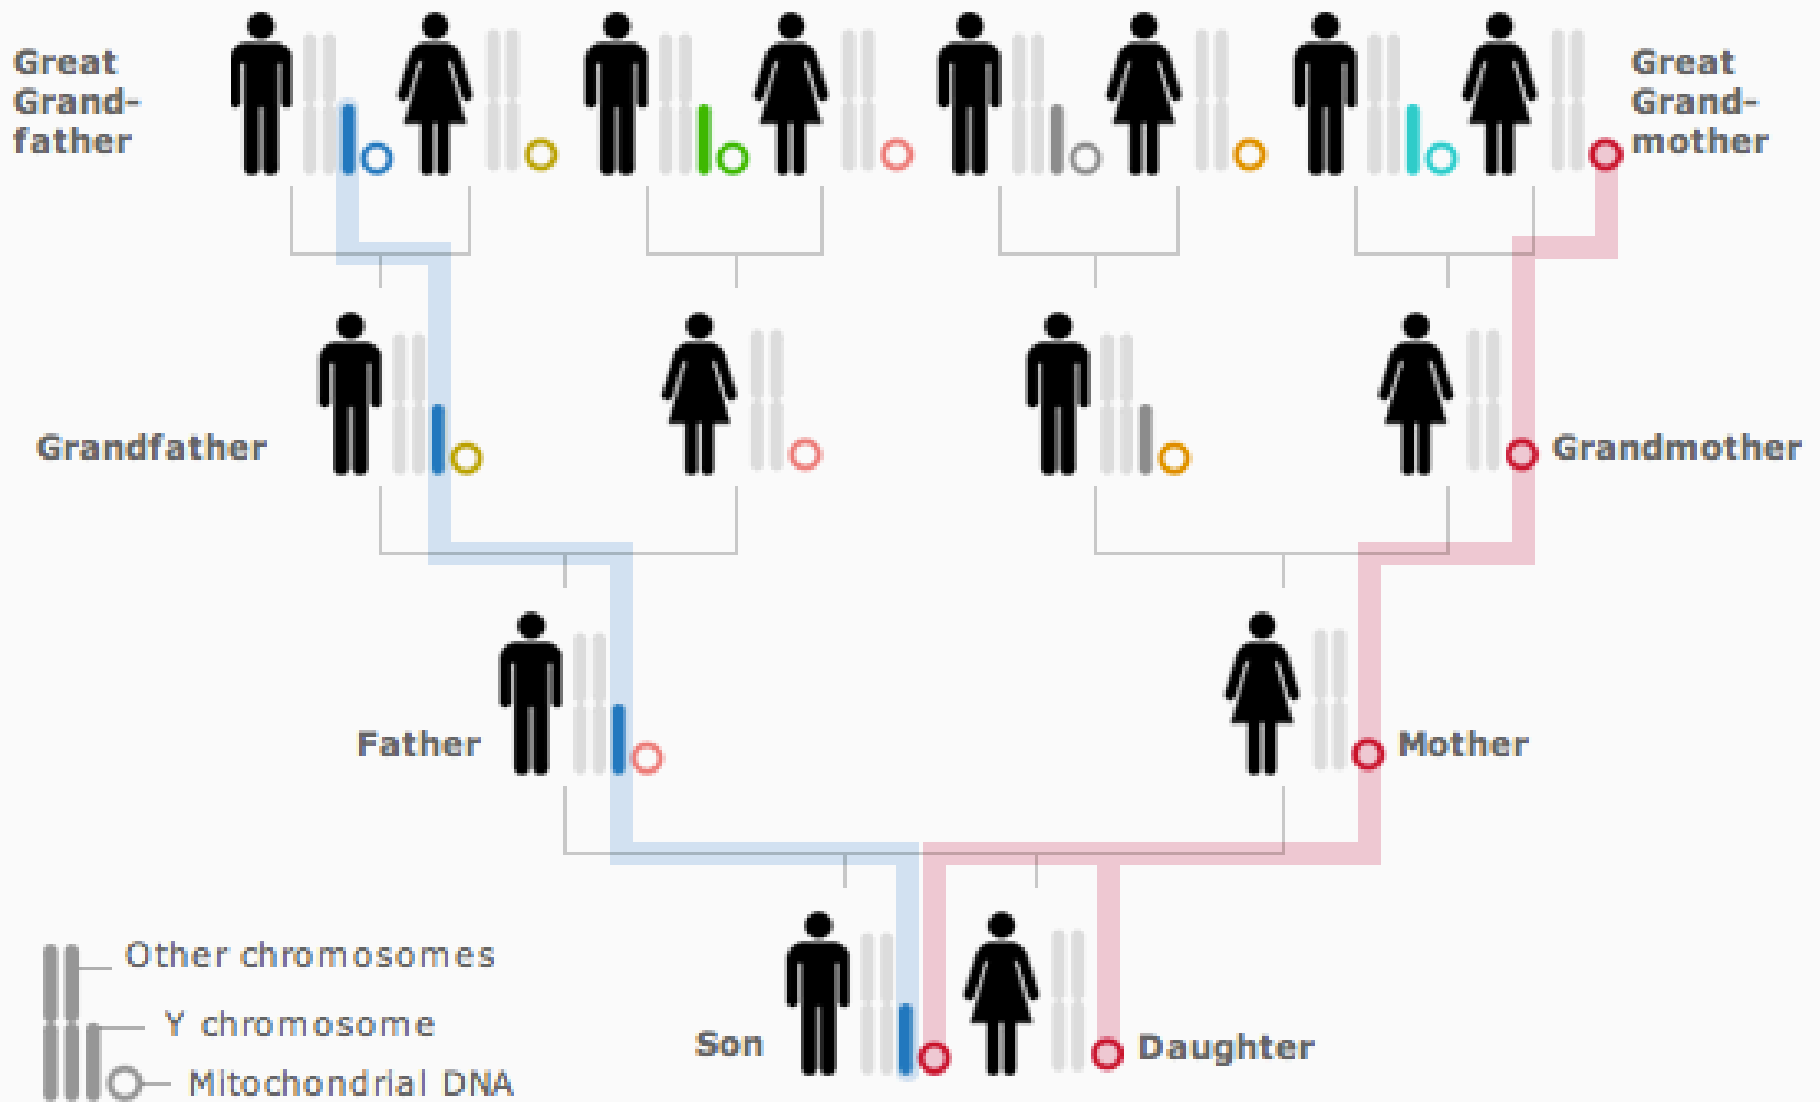 Great
Grand-
father
Great
Grand-
mother
Grandfather
Grandmother
Father
Mother
Son
Daughter
Other chromosomes
Y chromosome
Mitochondrial DNA